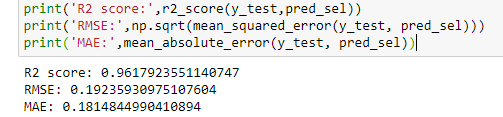 print('R2 score:',r2_score(y_test,pred_sel))
print('RMSE:',np.sqrt(mean_squared_error(y_test, pred_sel)))
print('MAE:',mean_absolute_error(y_test, pred_sel))
R2 score: 0.9617923551140747
RMSE: 0.19235930975107604
MAE: 0.1814844990410894